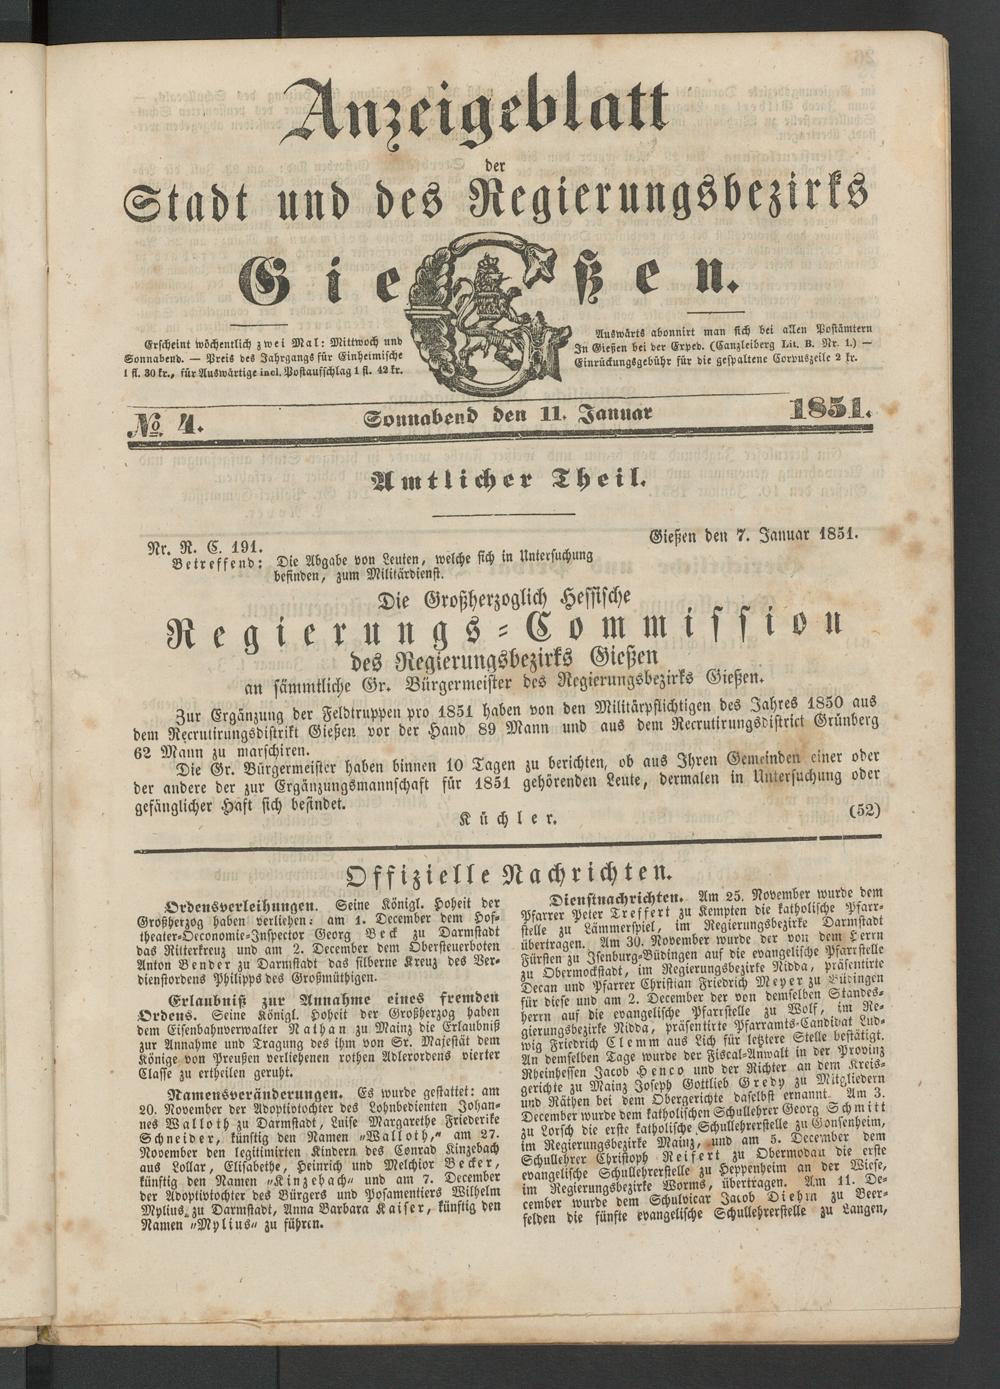 Anzeigeblatt
der
Stadt und des Regierungsbezirks
Gießen.
Erscheint wöchentlich zwei Mal: Mittwoch und
Sonnabend. — Preis des Jahrgangs für Einheimische
1 fl. 30 kr., für Auswärtige incl. Postaufschlag 1 fl. 42 kr.
Auswärts abonnirt man sich bei allen Postämtern
In Gießen bei der Exped. (Canzleiberg Lit. B. Nr. 1.) —
Einrückungsgebühr für die gespaltene Corpuszeile 2 kr.
No. 4. Sonnabend den 11. Januar 1851.
Amtlicher Theil.
Gießen den 7. Januar 1851.
Nr. R. C. 191.
Betreffend: Die Abgabe von Leuten, welche sich in Untersuchung
befinden, zum Militärdienst.
Die Großherzoglich Hessische
Regierungs-Commission
des Regierungsbezirks Gießen
an sämmtliche Gr. Bürgermeister des Regierungsbezirks Gießen.
Zur Ergänzung der Feldtruppen pro 1851 haben von den Militärpflichtigen des Jahres 1850 aus
dem Recrutirungsdistrikt Gießen vor der Hand 89 Mann und aus dem Recrutirungsdistrict Grünberg
62 Mann zu marschiren.
Die Gr. Bürgermeister haben binnen 10 Tagen zu berichten, ob aus Ihren Gemeinden einer oder
der andere der zur Ergänzungsmannschaft für 1851 gehörenden Leute, dermalen in Untersuchung oder
gefänglicher Haft sich befindet.
Küchler. (52)
Offizielle Nachrichten.
Ordensverleihungen. Seine Königl. Hoheit der
Großherzog haben verliehen: am 1. December dem Hof-
theater-Oeconomie-Inspector Georg Beck zu Darmstadt
das Ritterkreuz und am 2. December dem Obersteuerboten
Anton Bender zu Darmstadt das silberne Kreuz des Ver-
dienstordens Philipps des Großmüthigen.
Erlaubniß zur Annahme eines fremden
Ordens. Seine Königl. Hoheit der Großherzog haben
dem Eisenbahnverwalter Nathan zu Mainz die Erlaubniß
zur Annahme und Tragung des ihm von Sr. Majestät dem
Könige von Preußen verliehenen rothen Adlerordens vierter
Classe zu ertheilen geruht.
Namensveränderungen. Es wurde gestattet: am
20. November der Adoptivtochter des Lohnbedienten Johan-
nes Walloth zu Darmstadt, Luise Margarethe Friederike
Schneider, künftig den Namen „Walloth,“ am 27.
November den legitimirten Kindern des Conrad Kinzebach
aus Lollar, Elisabethe, Heinrich und Melchior Becker,
künftig den Namen „Kinzebach“ und am 7. December
der Adoptivtochter des Bürgers und Posamentiers Wilhelm
Mylius zu Darmstadt, Anna Barbara Kaiser, künftig den
Namen „Mylius“ zu führen.
Dienstnachrichten. Am 25. November wurde dem
Pfarrer Peter Treffert zu Kempten die katholische Pfarr-
stelle zu Lämmerspiel, im Regierungsbezirke Darmstadt
übertragen. Am 30. November wurde der von dem Herrn
Fürsten zu Isenburg-Büdingen auf die evangelische Pfarrstelle
zu Obermockstadt, im Regierungsbezirke Nidda, präsentirte
Decan und Pfarrer Christian Friedrich Meyer zu Büdingen
für diese und am 2. December der von demselben Standes-
herrn auf die evangelische Pfarrstelle zu Wolf, im Re-
gierungsbezirke Nidda, präsentirte Pfarramts-Candidat Lud-
wig Friedrich Clemm aus Lich für letztere Stelle bestätigt.
An demselben Tage wurde der Fiscal-Anwalt in der Provinz
Rheinhessen Jacob Henco und der Richter an dem Kreis-
gerichte zu Mainz Joseph Gottlieb Gredy zu Mitgliedern
und Räthen bei dem Obergerichte daselbst ernannt. Am 3.
December wurde dem katholischen Schullehrer Georg Schmitt
zu Lorsch die erste katholische Schullehrerstelle zu Gonsenheim,
im Regierungsbezirke Mainz, und am 5. December dem
Schullehrer Christoph Reifert zu Obermodau die erste
evangelische Schullehrerstelle zu Heppenheim an der Wiese,
im Regierungsbezirke Worms, übertragen. Am 11. De-
cember wurde dem Schulvicar Jacob Diehm zu Beer-
felden die fünfte evangelische Schullehrerstelle zu Langen,